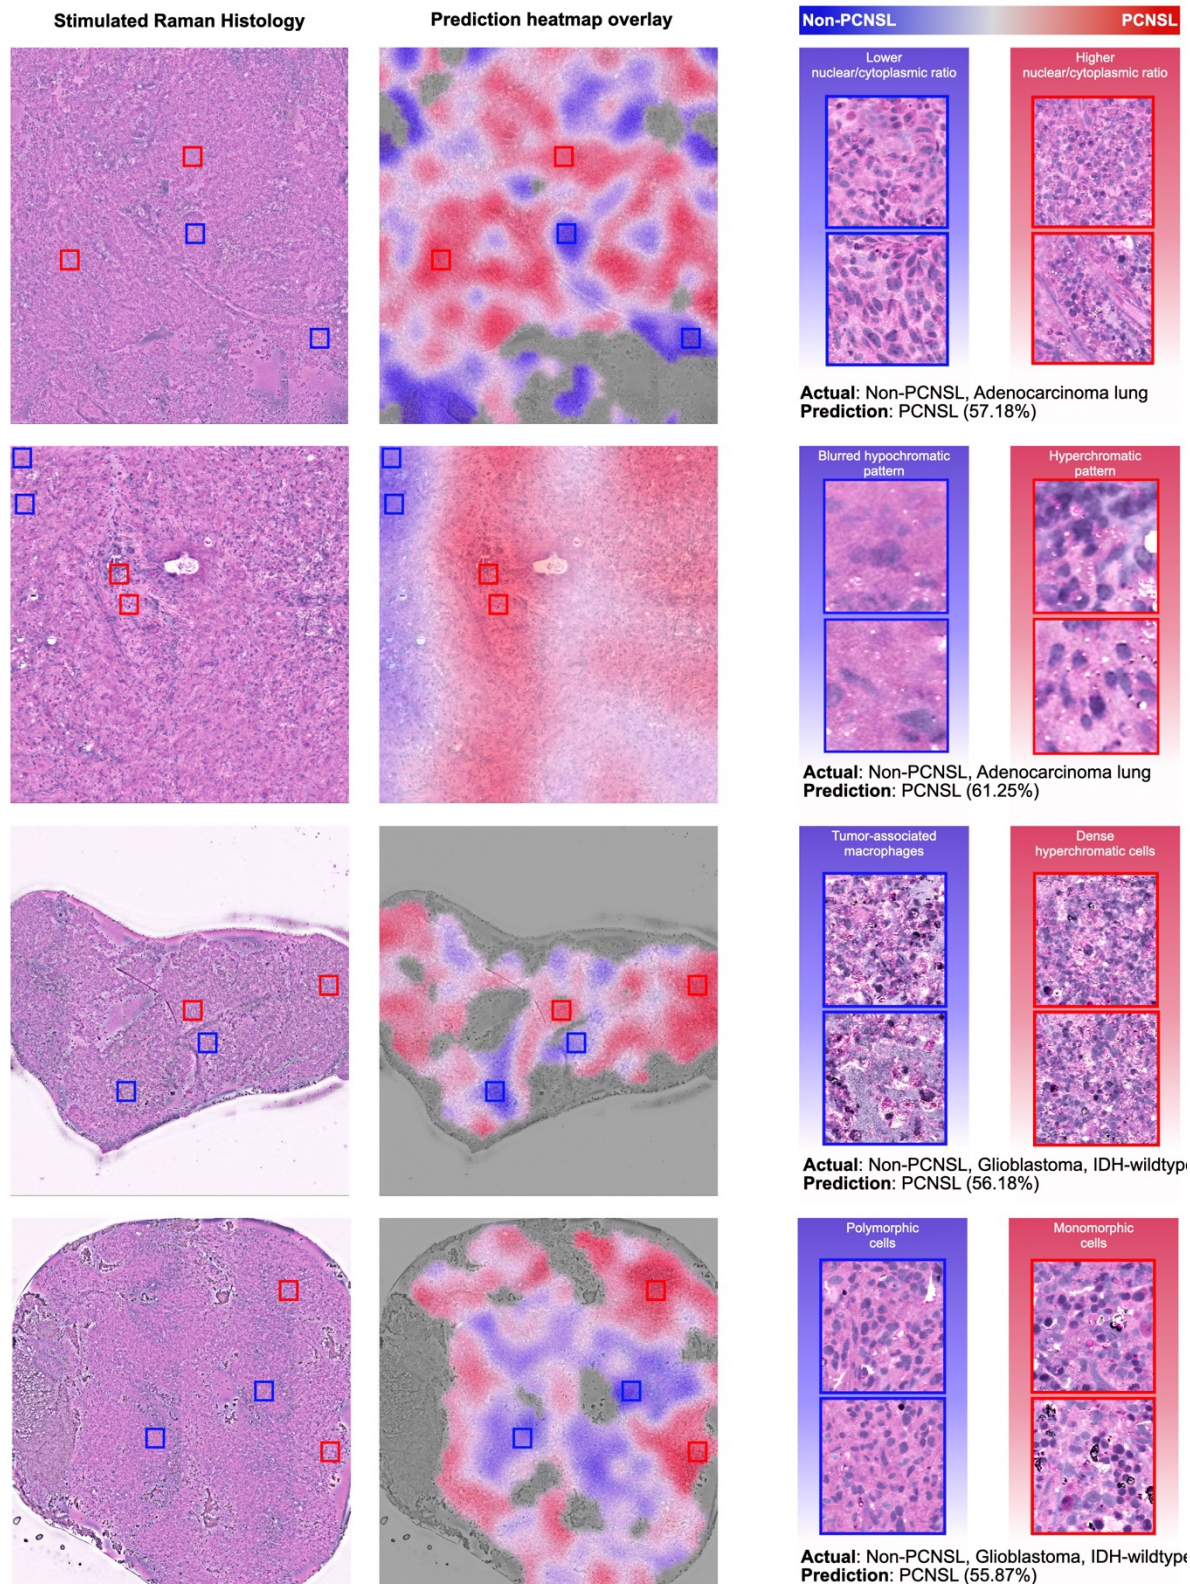 Stimulated Raman Histology
Prediction heatmap overlay
Non-PCNSL
PCNSL
Lower
nuclear/cytoplasmic ratio
Higher
nuclear/cytoplasmic ratio
Actual: Non-PCNSL, Adenocarcinoma lung
Prediction: PCNSL (57.18%)
Blurred hypochromatic
pattern
Hyperchromatic
pattern
Actual: Non-PCNSL, Adenocarcinoma lung
Prediction: PCNSL (61.25%)
Tumor-associated
macrophages
Dense
hyperchromatic cells
Actual: Non-PCNSL, Glioblastoma, IDH-wildtype
Prediction: PCNSL (56.18%)
Polymorphic
cells
Monomorphic
cells
Actual: Non-PCNSL, Glioblastoma, IDH-wildtype
Prediction: PCNSL (55.87%)